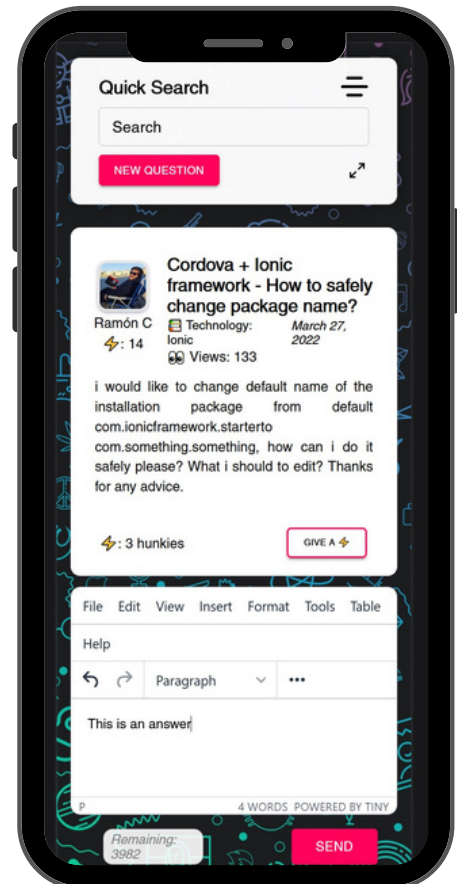 Quick Search
Search
NEW QUESTION
Cordova + Ionic
framework - How to safely
change package name?
Ramón C
⚡: 14
📚 Technology:
Ionic
March 27,
2022
👀 Views: 133
i would like to change default name of the
installation package from default
com.ionicframework.starterto
com.something.something, how can i do it
safely please? What i should to edit? Thanks
for any advice.
⚡: 3 hunkies
GIVE A ⚡
File Edit View Insert Format Tools Table
Help
Paragraph
This is an answer
P
4 WORDS POWERED BY TINY
Remaining:
3982
SEND